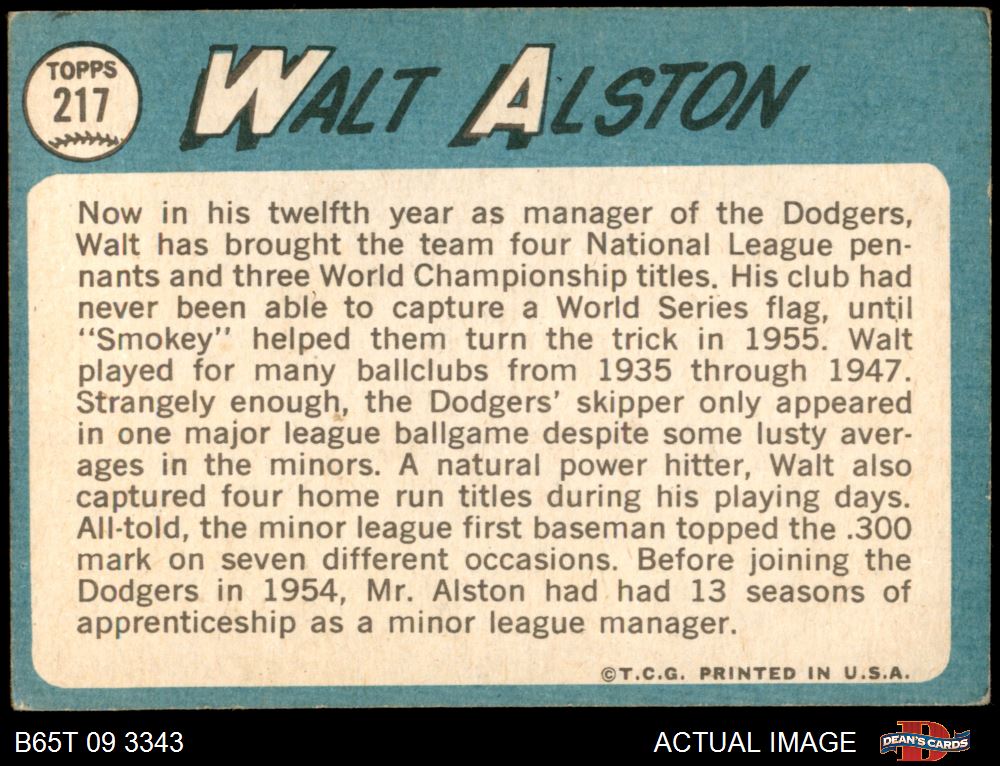 TOPPS
217
WALT ALSTON
Now in his twelfth year as manager of the Dodgers,
Walt has brought the team four National League pen-
nants and three World Championship titles. His club had
never been able to capture a World Series flag, until
"Smokey" helped them turn the trick in 1955. Walt
played for many ballclubs from 1935 through 1947.
Strangely enough, the Dodgers' skipper only appeared
in one major league ballgame despite some lusty aver-
ages in the minors. A natural power hitter, Walt also
captured four home run titles during his playing days.
All-told, the minor league first baseman topped the .300
mark on seven different occasions. Before joining the
Dodgers in 1954, Mr. Alston had had 13 seasons of
apprenticeship as a minor league manager.
©T.C.G. PRINTED IN U.S.A.
B65T 09 3343
ACTUAL IMAGE
D
DEAN'S CARDS